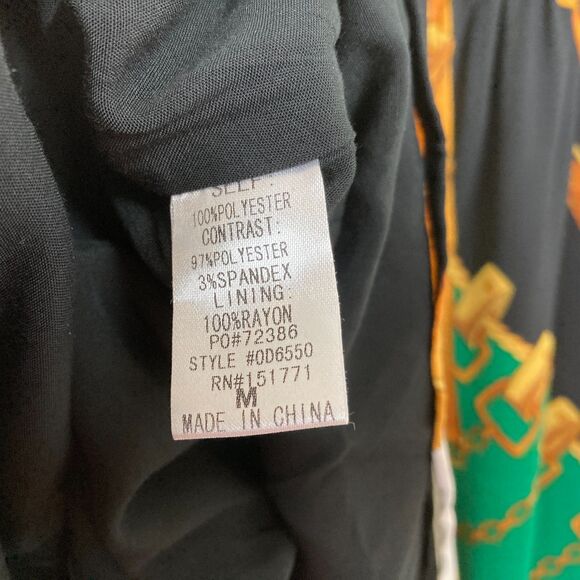 SELF:
100%POLYESTER
CONTRAST:
97%POLYESTER
3%SPANDEX
LINING:
100%RAYON
PO#72386
STYLE #0D6550
RN#151771
M
MADE IN CHINA